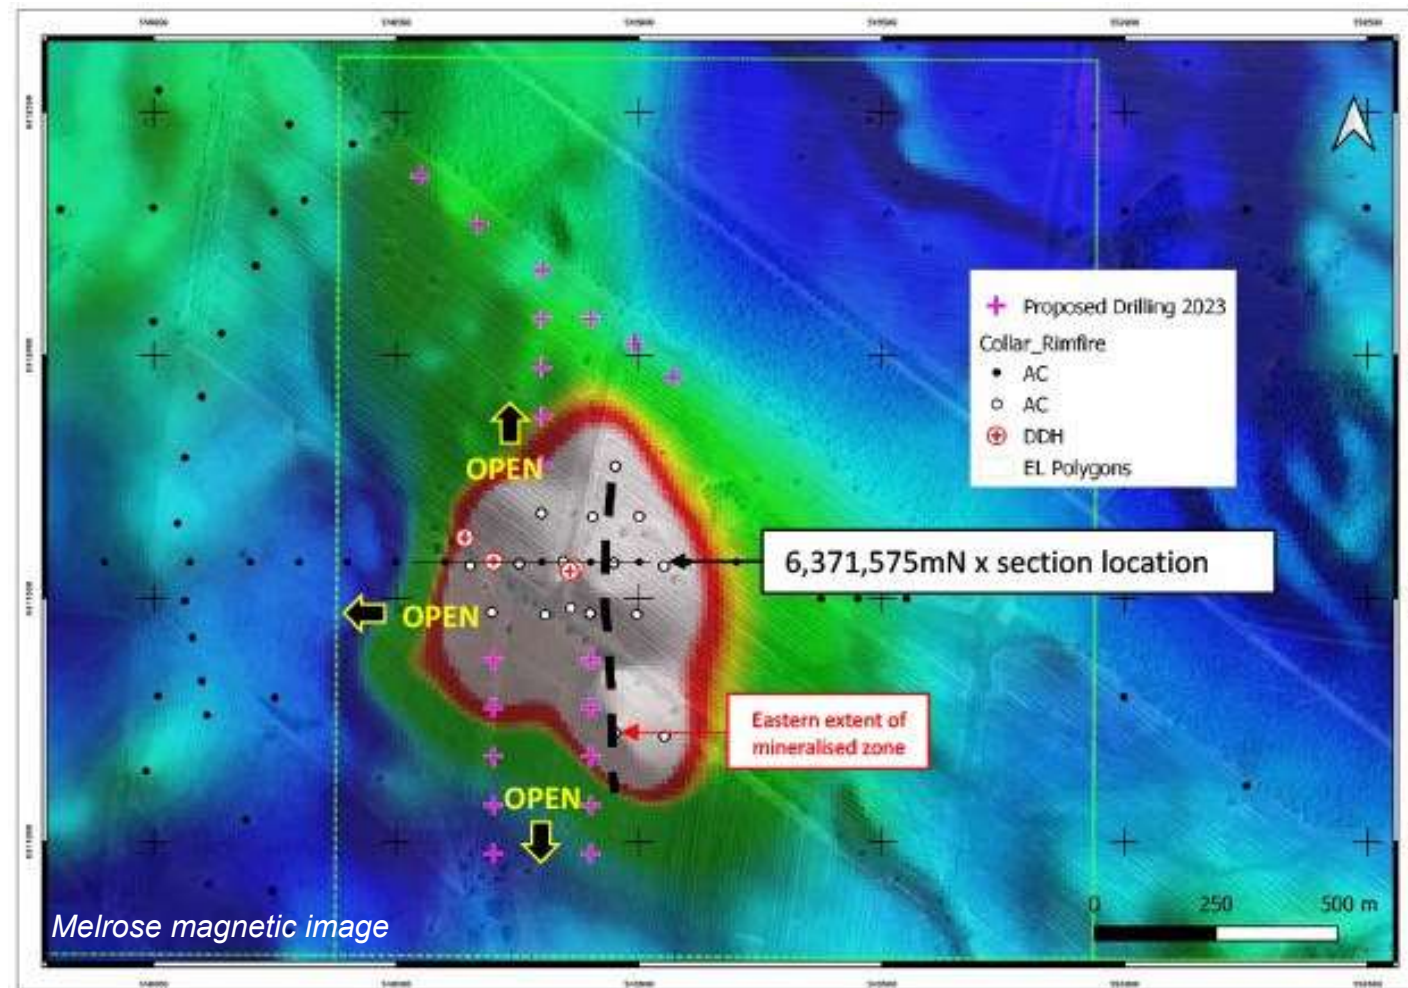 Proposed Drilling 2023
Collar_Rimfire
AC
AC
DDH
EL Polygons
OPEN
6,371,575mN x section location
OPEN
Eastern extent of
mineralised zone
OPEN
0 250 500 m
Melrose magnetic image